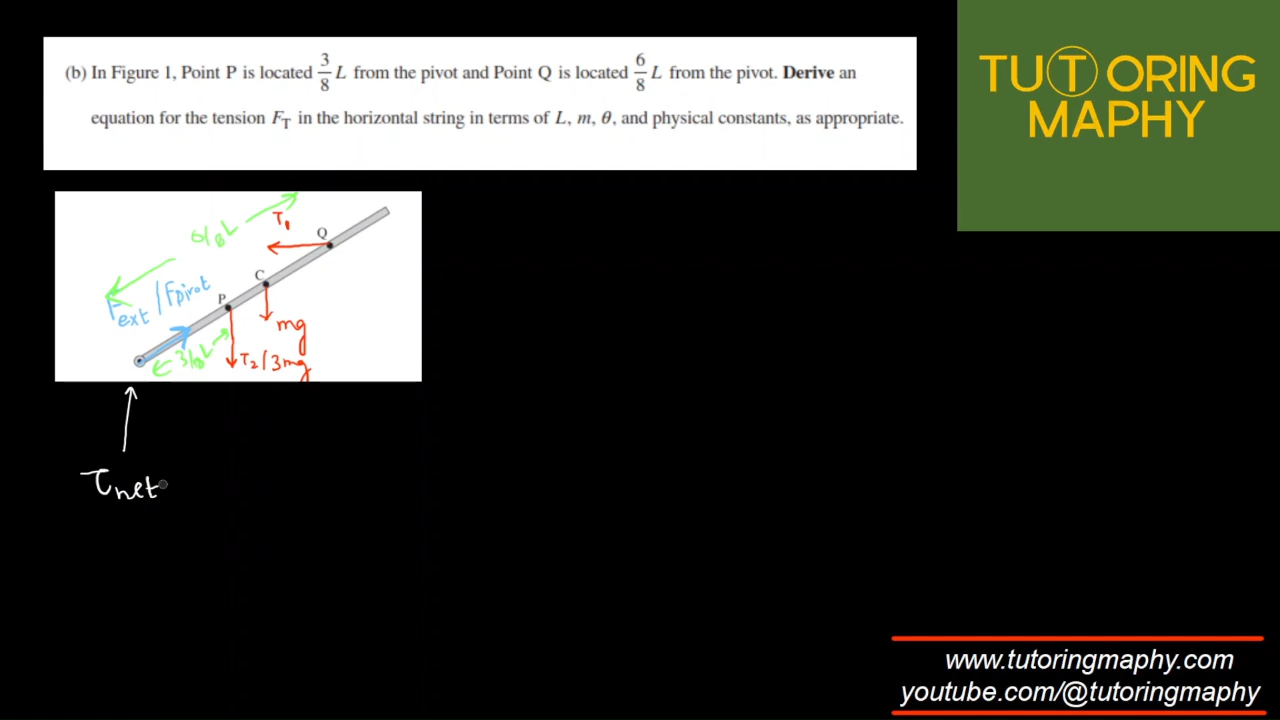 (b) In Figure 1, Point P is located 3/8 L from the pivot and Point Q is located 6/8 L from the pivot. Derive an
equation for the tension F_T in the horizontal string in terms of L, m, θ, and physical constants, as appropriate.
TUTORING
MAPHY
6/8 L
T₁
Q
C
Fext / Fpivot
P
mg
3/8 L
T₂/3mg
τnet
www.tutoringmaphy.com
youtube.com/@tutoringmaphy